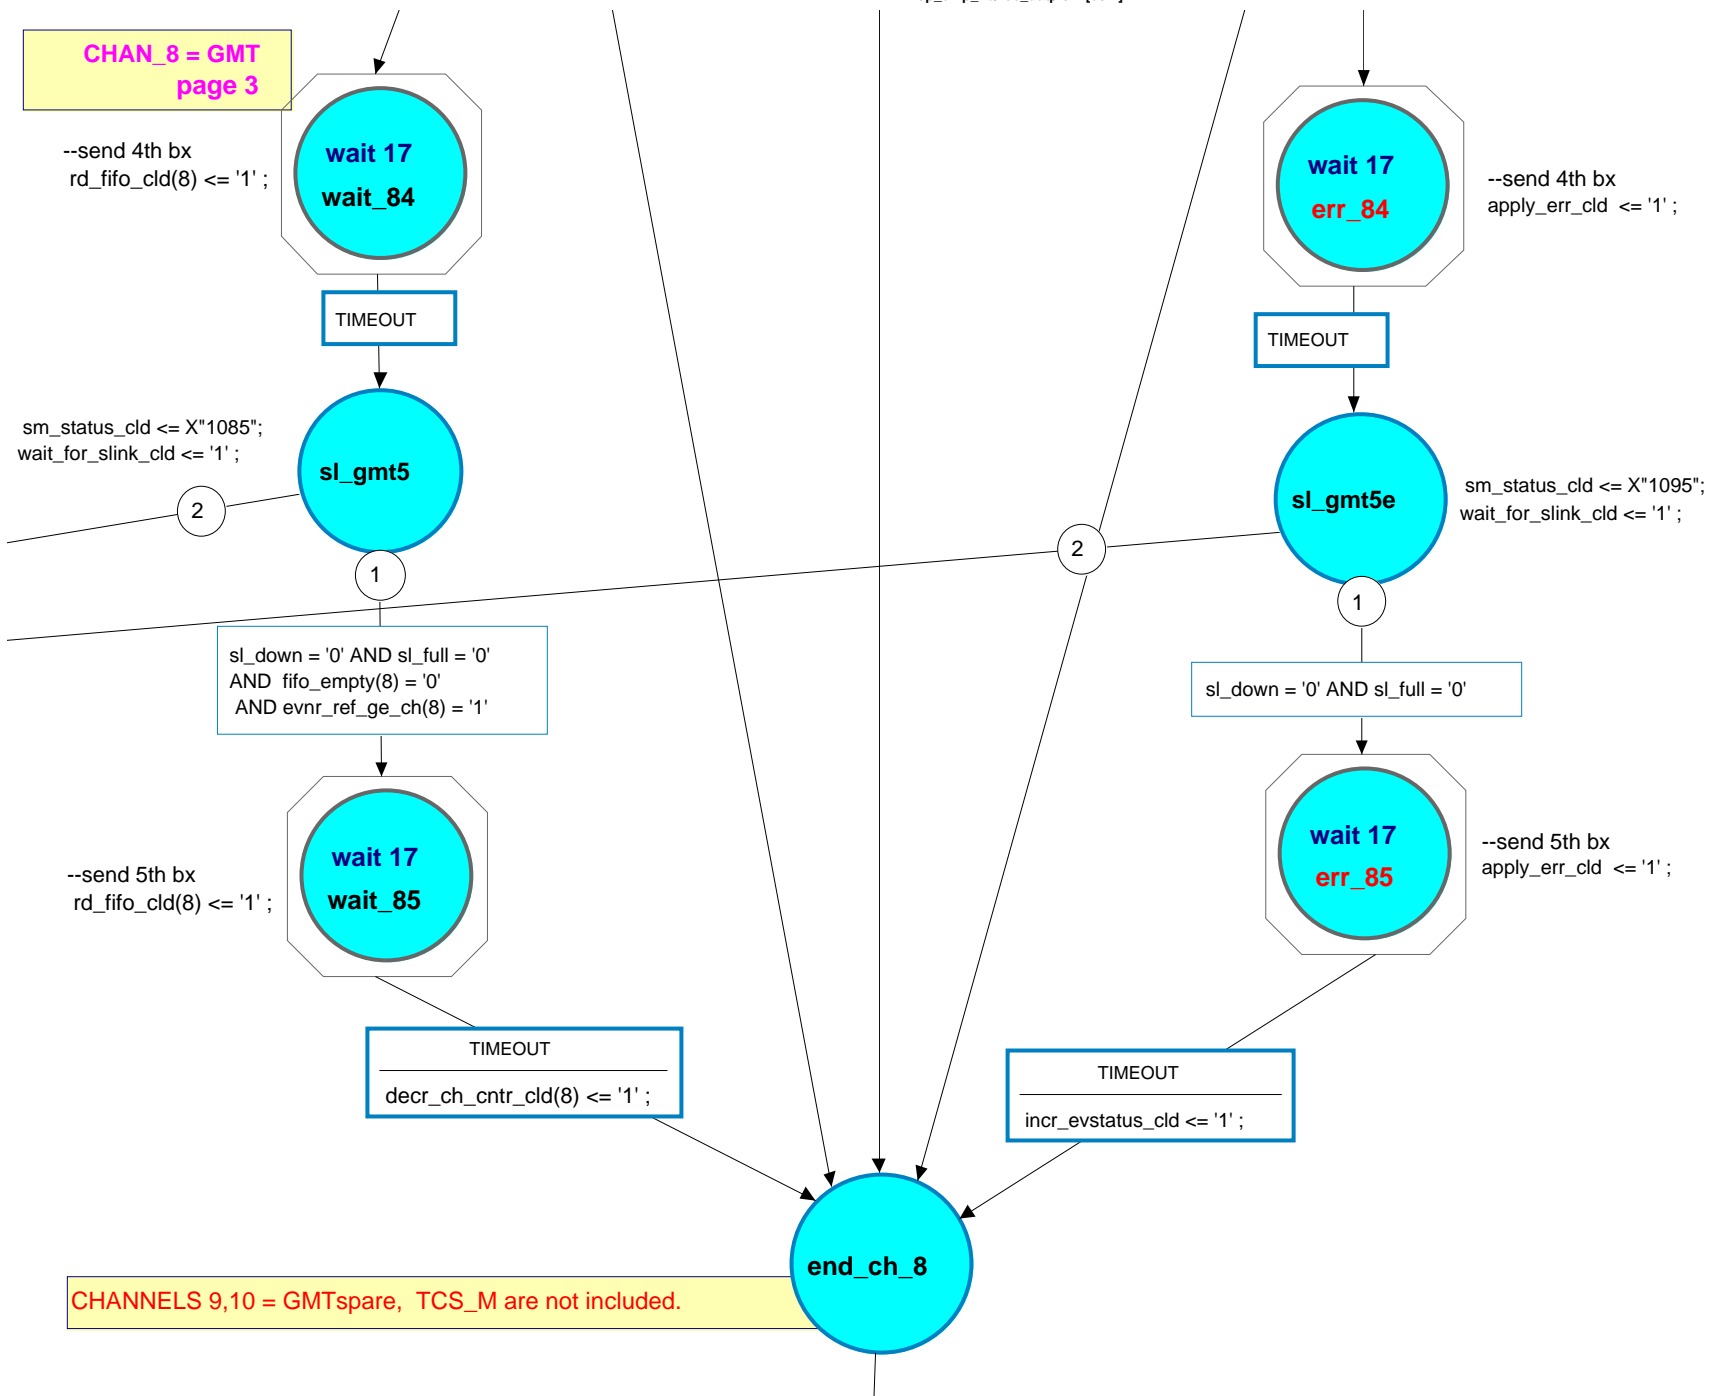 CHAN_8 = GMT
page 3
--send 4th bx
rd_fifo_cld(8) <= '1' ;
wait 17
wait_84
TIMEOUT
sm_status_cld <= X"1085";
wait_for_slink_cld <= '1' ;
sl_gmt5
2
1
sl_down = '0' AND sl_full = '0'
AND fifo_empty(8) = '0'
AND evnr_ref_ge_ch(8) = '1'
--send 5th bx
rd_fifo_cld(8) <= '1' ;
wait 17
wait_85
TIMEOUT
decr_ch_cntr_cld(8) <= '1' ;
wait 17
err_84
--send 4th bx
apply_err_cld <= '1' ;
TIMEOUT
sl_gmt5e
sm_status_cld <= X"1095";
wait_for_slink_cld <= '1' ;
2
1
sl_down = '0' AND sl_full = '0'
wait 17
err_85
--send 5th bx
apply_err_cld <= '1' ;
TIMEOUT
incr_evstatus_cld <= '1' ;
end_ch_8
CHANNELS 9,10 = GMTspare, TCS_M are not included.